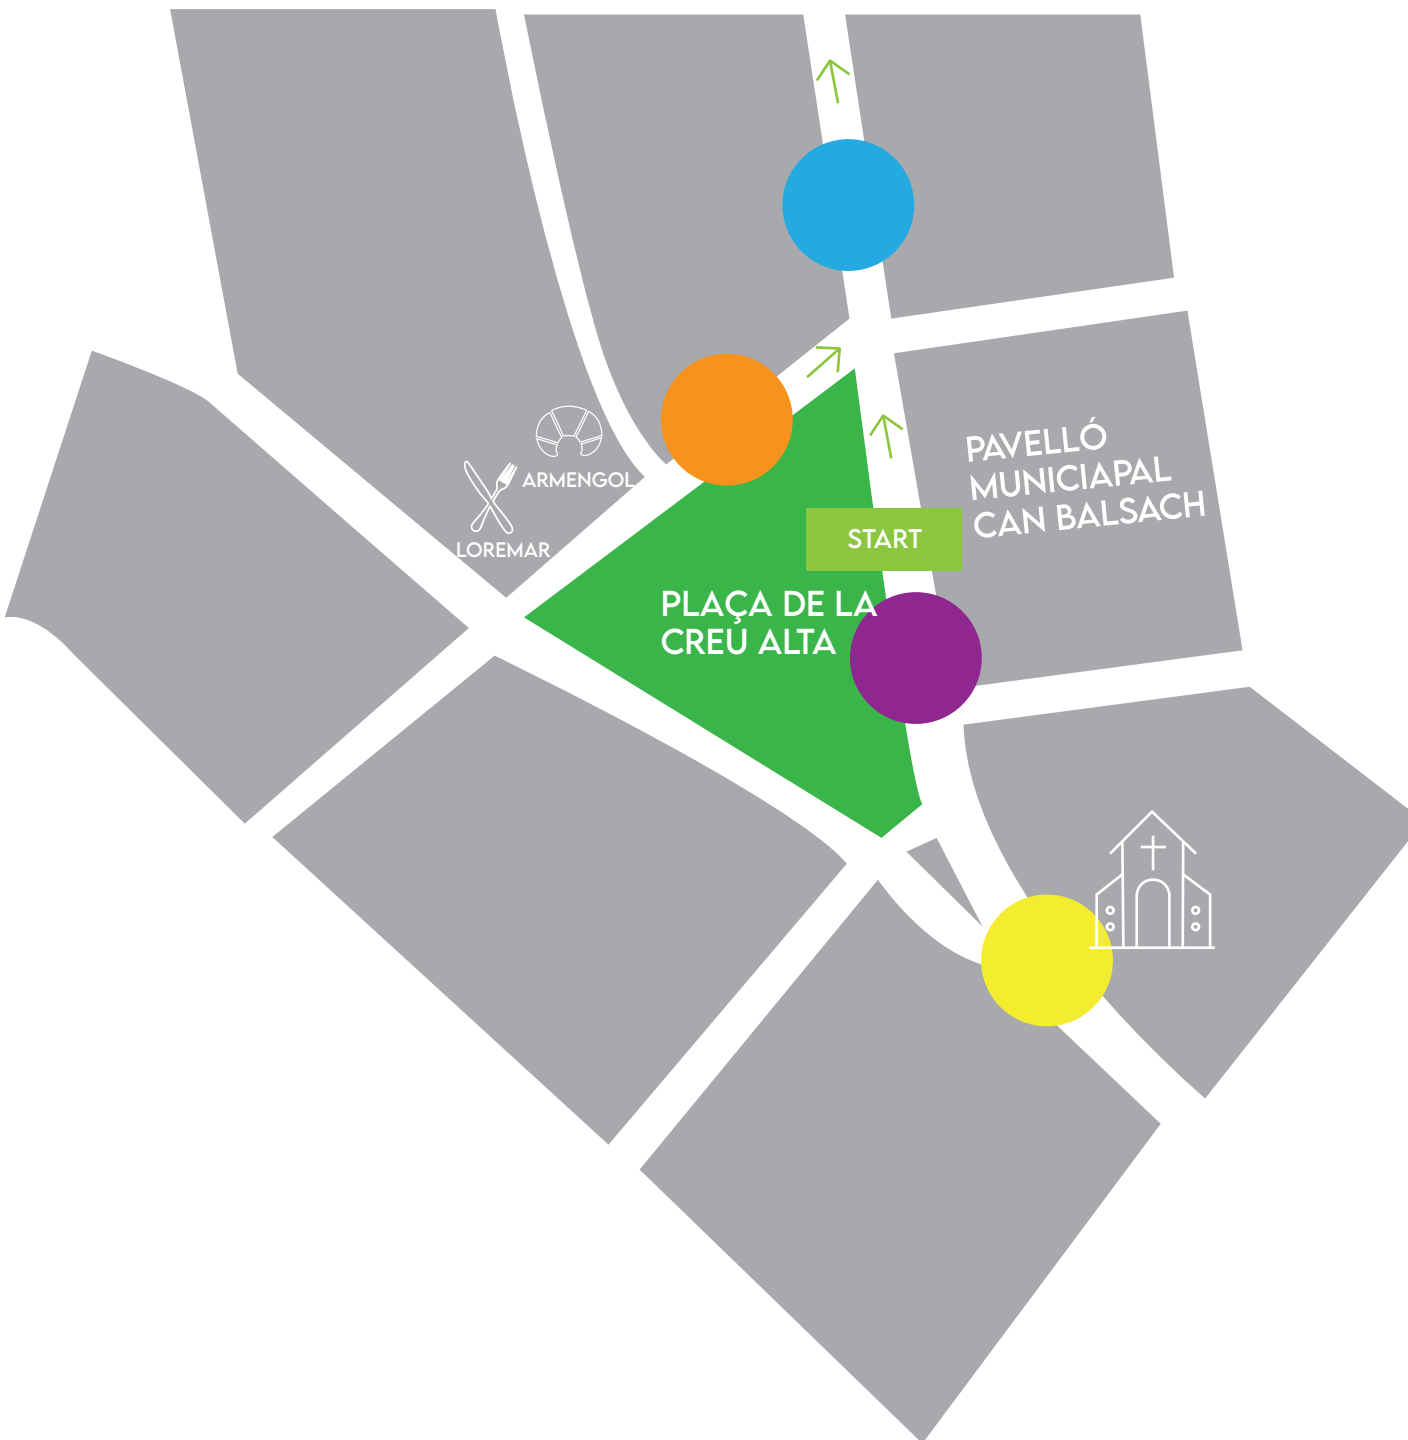 PAVELLÓ
MUNICIAPAL
CAN BALSACH
ARMENGOL
LOREMAR
START
PLAÇA DE LA
CREU ALTA